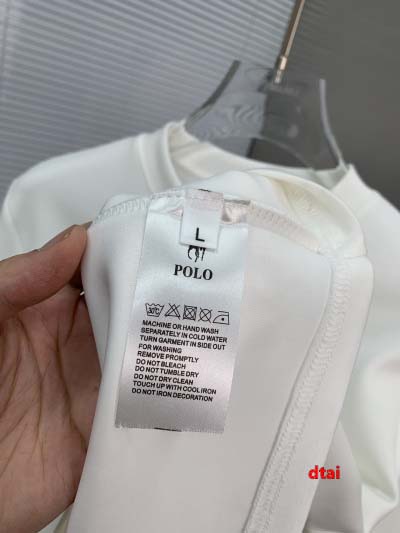 L
POLO
30°C
MACHINE OR HAND WASH
SEPARATELY IN COLD WATER
TURN GARMENT IN SIDE OUT
FOR WASHING
REMOVE PROMPTLY
DO NOT BLEACH
DO NOT TUMBLE DRY
DO NOT DRY CLEAN
TOUCH UP WITH COOL IRON
DO NOT IRON DECORATION
dtai